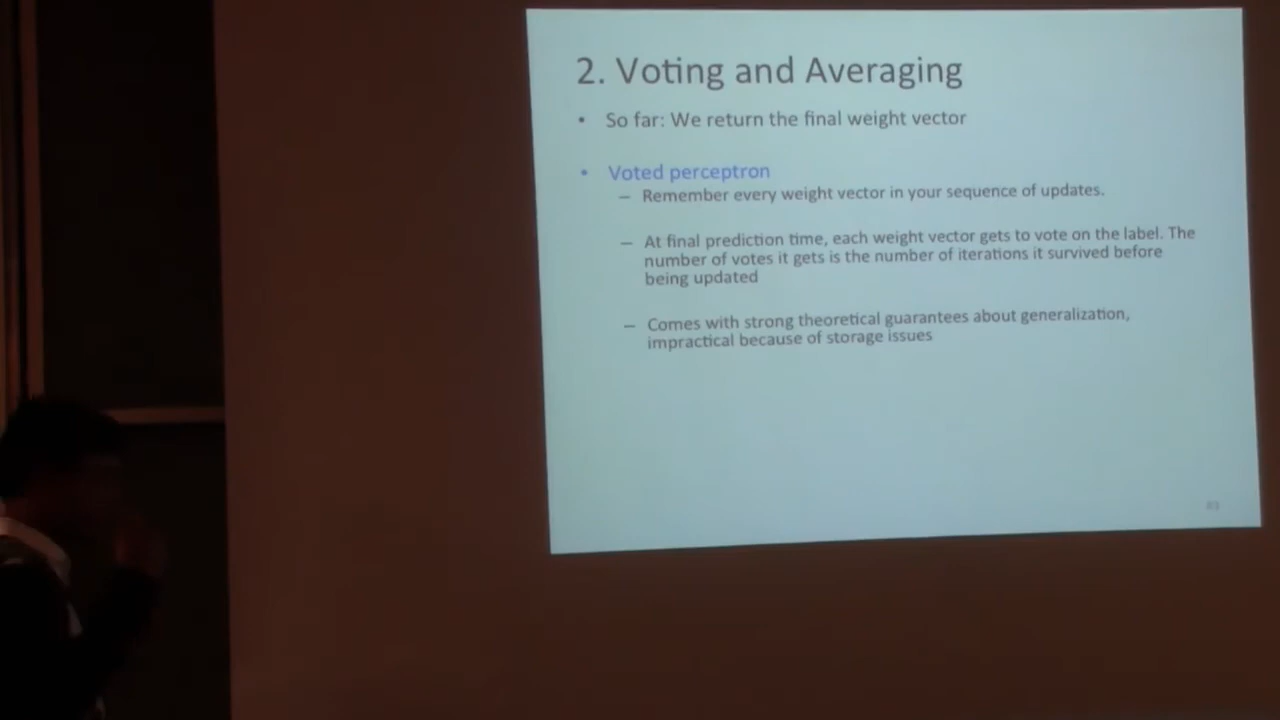 2. Voting and Averaging
• So far: We return the final weight vector
• Voted perceptron
– Remember every weight vector in your sequence of updates.
– At final prediction time, each weight vector gets to vote on the label. The
number of votes it gets is the number of iterations it survived before
being updated
– Comes with strong theoretical guarantees about generalization,
impractical because of storage issues